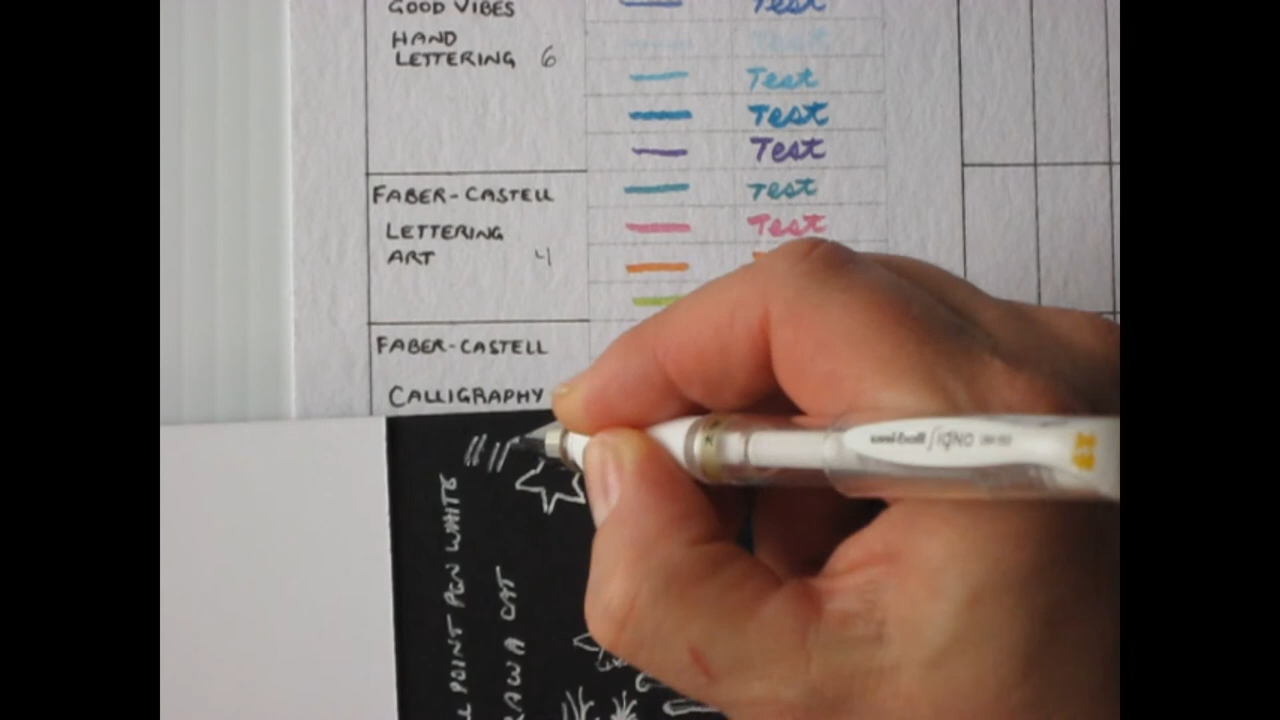 GOOD VIBES
Test
HAND
LETTERING 6
Test
Test
Test
Test
FABER-CASTELL
Test
LETTERING
Test
ART 4
FABER-CASTELL
CALLIGRAPHY
uni-ball Signo
POINT PEN WHITE
CAT